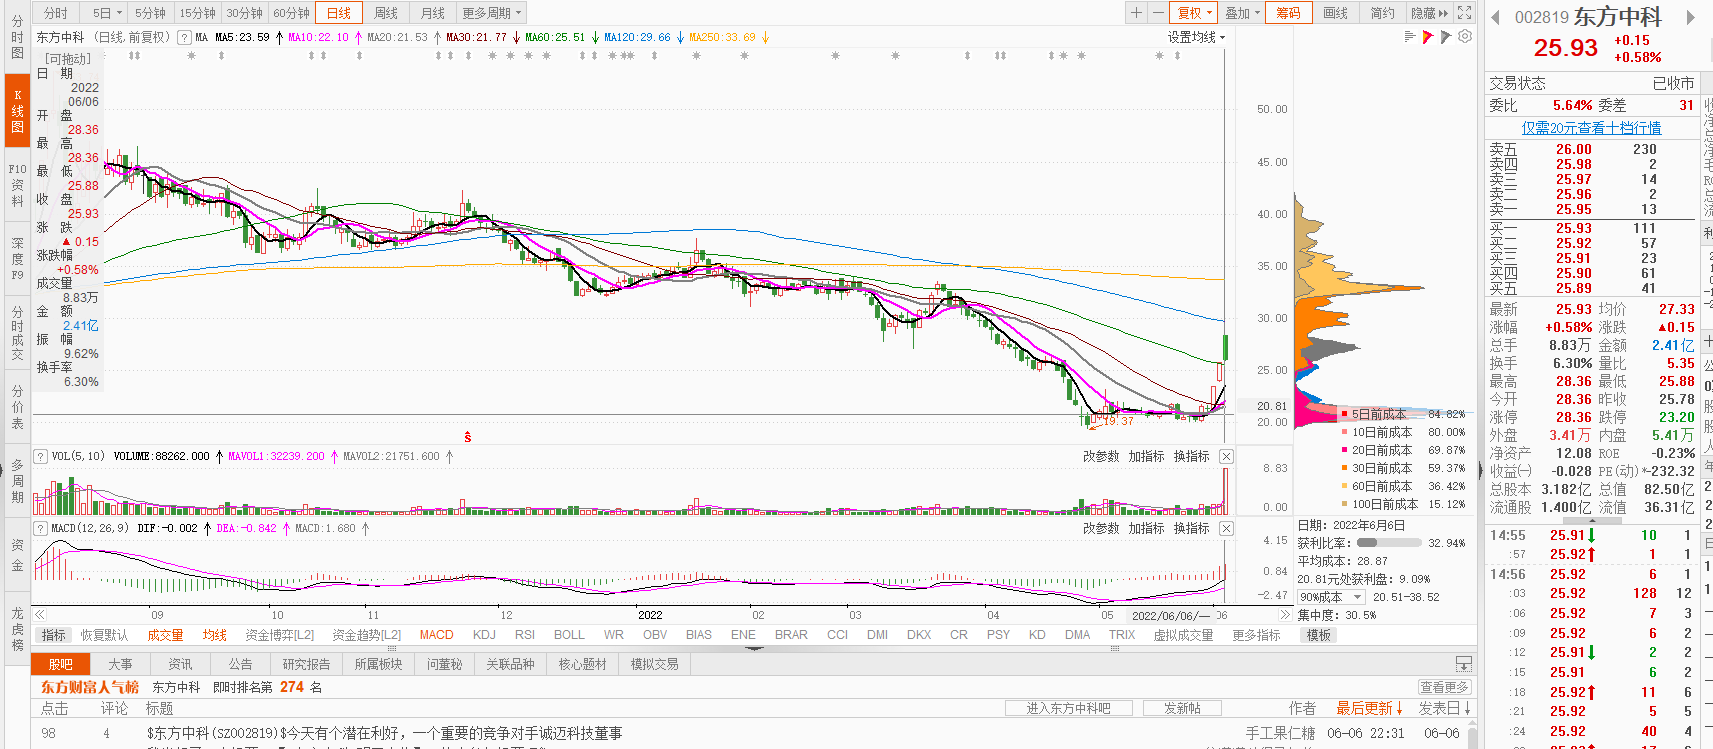 分时 5日 5分钟 15分钟 30分钟 60分钟 日线 周线 月线 更多周期
复权 叠加 筹码 画线 简约 隐藏
东方中科 (日线,前复权) ? MA MA5:23.59 MA10:22.10 MA20:21.53 MA30:21.77 MA60:25.51 MA120:29.66 MA250:33.69
设置均线
分时图
K线图
F10资料
深度F9
分时成交
分价表
多周期
资金
龙虎榜
[可拖动]
日 期
2022
06/06
开 盘
28.36
最 高
28.36
最 低
25.88
收 盘
25.93
涨 跌
▲ 0.15
涨跌幅
+0.58%
成交量
8.83万
金 额
2.41亿
振 幅
9.62%
换手率
6.30%
50.00
45.00
40.00
35.00
30.00
25.00
20.81
20.00
19.37
VOL(5,10) VOLUME:88262.000 MAVOL1:32239.200 MAVOL2:21751.600
改参数 加指标 换指标
8.83
0.00
MACD(12,26,9) DIF:-0.002 DEA:-0.842 MACD:1.680
改参数 加指标 换指标
4.15
0.84
-2.47
09 10 11 12 2022 02 03 04 05 2022/06/06/一 06
5日前成本 84.82%
10日前成本 80.00%
20日前成本 69.87%
30日前成本 59.37%
60日前成本 36.42%
100日前成本 15.12%
日期: 2022年6月6日
获利比率: 32.94%
平均成本: 28.87
20.81元处获利盘: 9.09%
90%成本 20.51-38.52
集中度: 30.5%
指标 恢复默认 成交量 均线 资金博弈[L2] 资金趋势[L2] MACD KDJ RSI BOLL WR OBV BIAS ENE BRAR CCI DMI DKX CR PSY KD DMA TRIX 虚拟成交量 更多指标 模板
股吧 大事 资讯 公告 研究报告 所属板块 问董秘 关联品种 核心题材 模拟交易
东方财富人气榜 东方中科 即时排名第 274 名
查看更多
点击 评论 标题
进入东方中科吧 发新帖
作者 最后更新 发表日
98 4 $东方中科(SZ002819)$今天有个潜在利好，一个重要的竞争对手诚迈科技董事
手工果仁糖 06-06 22:31 06-06
002819 东方中科
25.93 +0.15
+0.58%
交易状态 已收市
委比 5.64% 委差 31
仅需20元查看十档行情
卖五 26.00 230
卖四 25.98 2
卖三 25.97 14
卖二 25.96 2
卖一 25.95 13
买一 25.93 111
买二 25.92 57
买三 25.91 23
买四 25.90 61
买五 25.89 41
最新 25.93 均价 27.33
涨幅 +0.58% 涨跌 ▲0.15
总手 8.83万 金额 2.41亿
换手 6.30% 量比 5.35
最高 28.36 最低 25.88
今开 28.36 昨收 25.78
涨停 28.36 跌停 23.20
外盘 3.41万 内盘 5.41万
净资产 12.08 ROE -0.23%
收益(一) -0.028 PE(动)*-232.32
总股本 3.182亿 总值 82.50亿
流通股 1.400亿 流值 36.31亿
14:55 25.91 10 1
:57 25.92 1 1
14:56 25.92 6 1
:03 25.92 128 12
:06 25.92 7 3
:09 25.92 6 2
:12 25.91 2 2
:15 25.91 6 2
:18 25.92 11 6
:21 25.92 5 5
:24 25.92 40 4